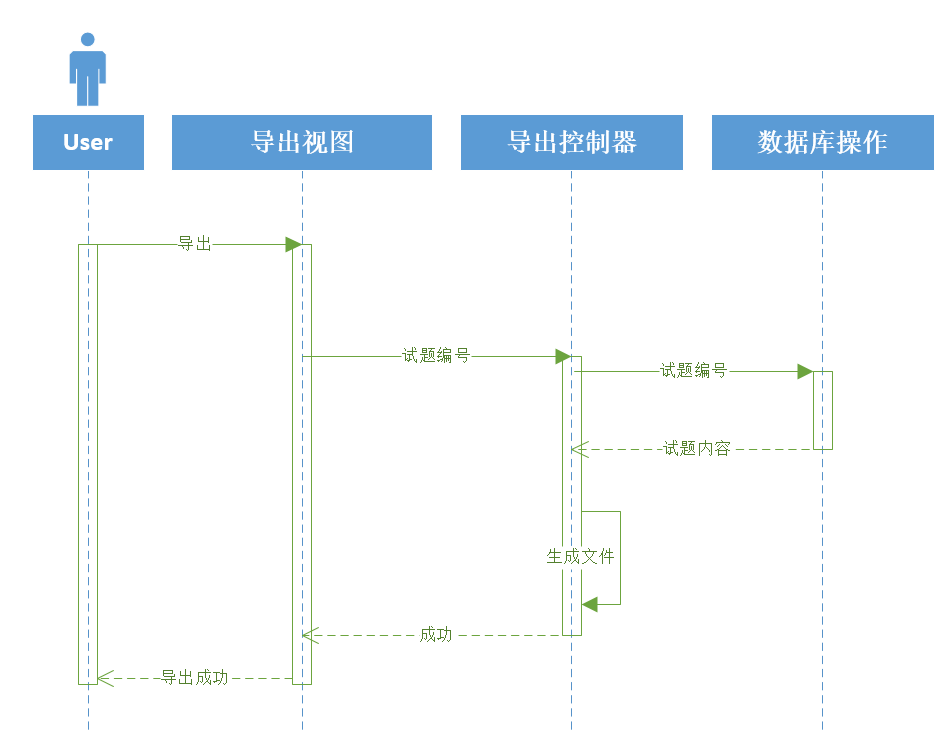 User
导出视图
导出控制器
数据库操作
导出
试题编号
试题编号
试题内容
生成文件
成功
导出成功